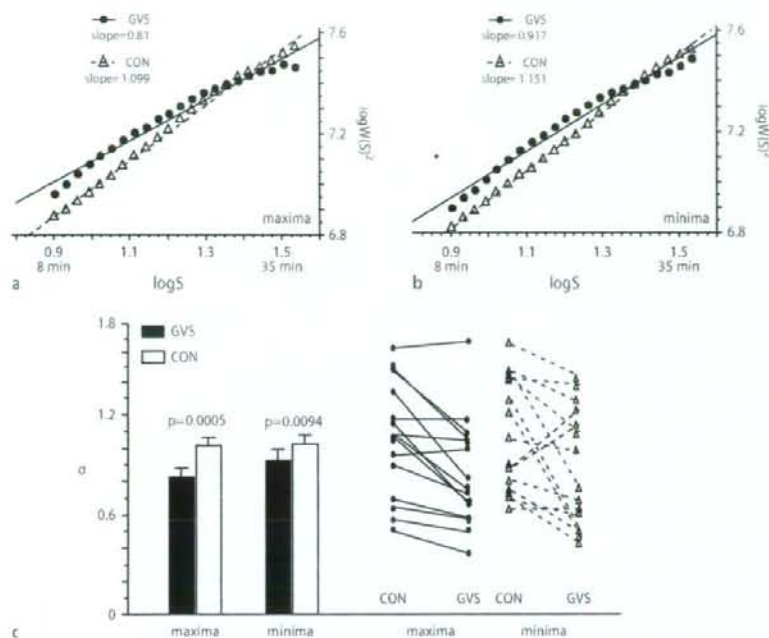 GVS
slope=0.81
CON
slope=1.099
7.6
7.2
6.8
logW(S)²
maxima
0.9
1.1
1.3
1.5
8 min
35 min
logS
a
GVS
slope=0.917
CON
slope=1.151
7.6
7.2
6.8
logW(S)²
minima
0.9
1.1
1.3
1.5
8 min
35 min
logS
b
1.8
1.2
0.6
0
GVS
CON
p=0.0005
p=0.0094
maxima
minima
CON
GVS
CON
GVS
maxima
minima
c